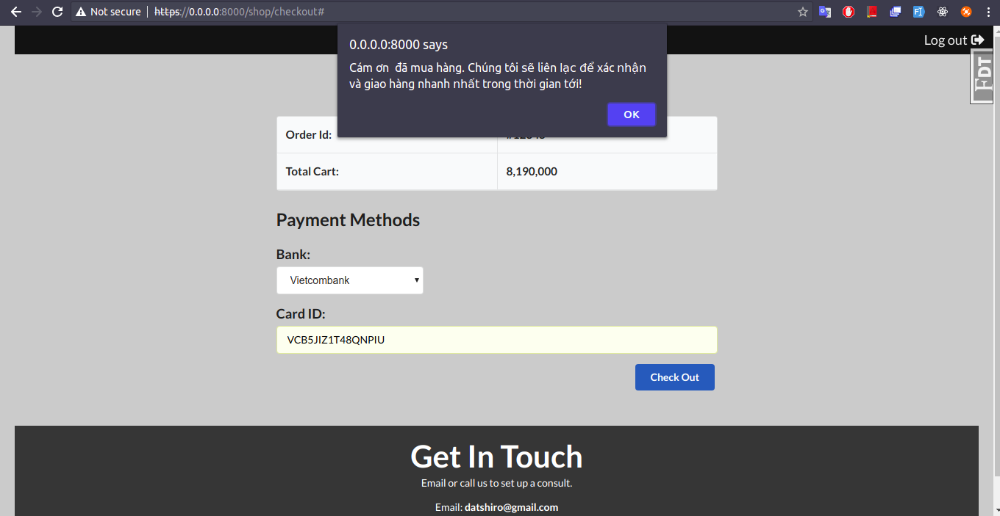 Not secure | https://0.0.0.0:8000/shop/checkout#
Log out
0.0.0.0:8000 says
Cám ơn  đã mua hàng. Chúng tôi sẽ liên lạc để xác nhận
và giao hàng nhanh nhất trong thời gian tới!
OK
FDT
Order Id:
Total Cart: 8,190,000
Payment Methods
Bank:
Vietcombank
Card ID:
VCB5JIZ1T48QNPIU
Check Out
Get In Touch
Email or call us to set up a consult.
Email: datshiro@gmail.com